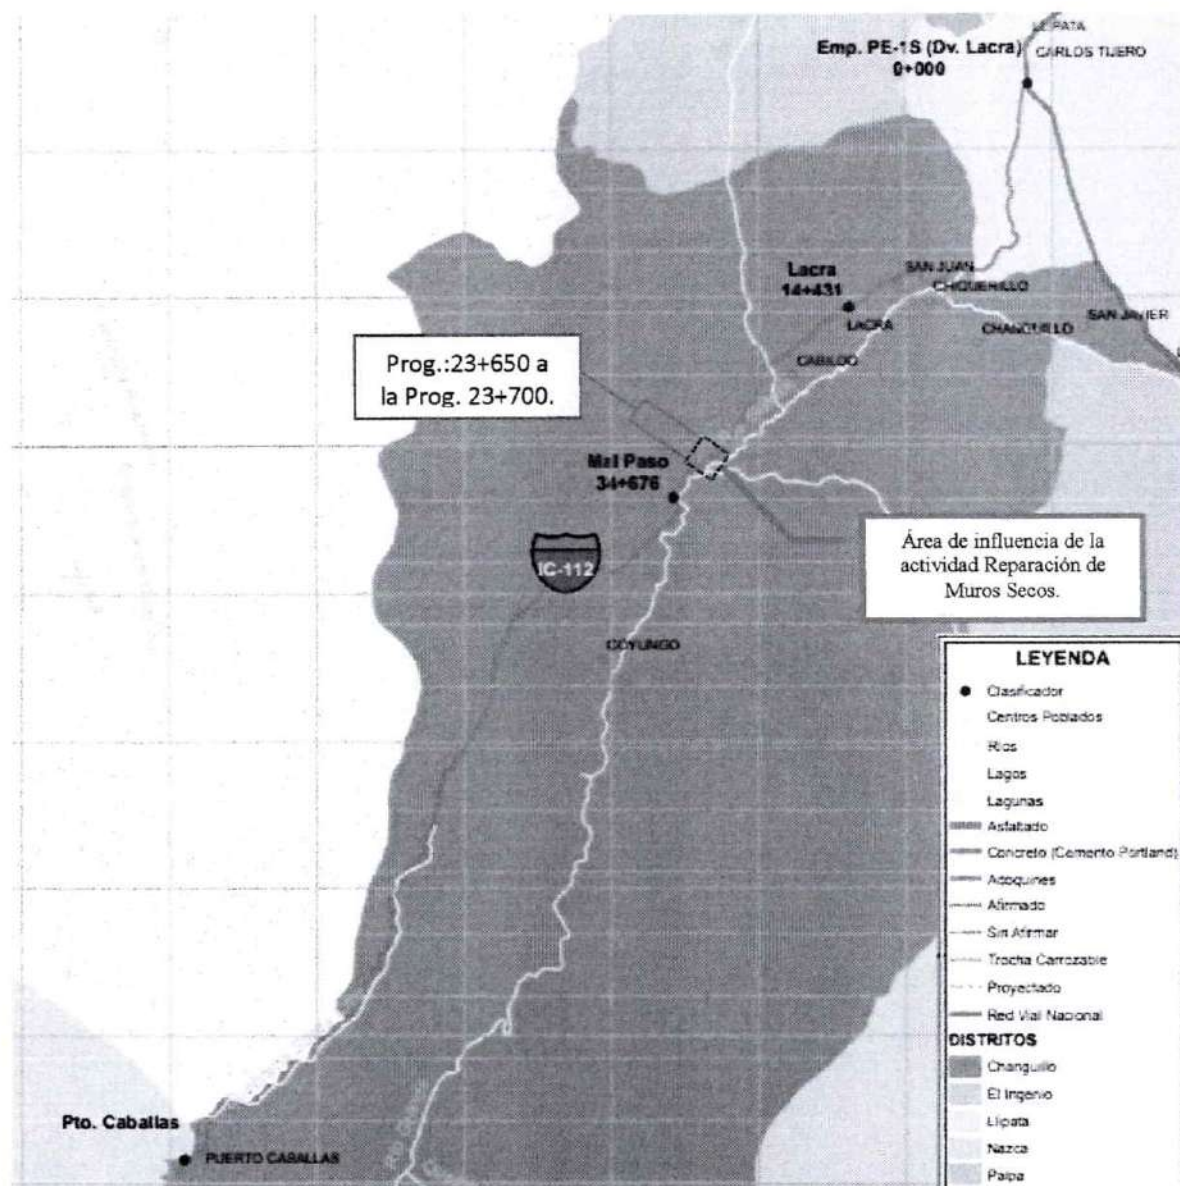 LLIPATA
Emp. PE-1S (Dv. Lacra)
0+000
CARLOS TIJERO
Lacra
14+431
SAN JUAN
CHIQUERILLO
LACRA
CHANGUILLO
SAN JAVIER
CABILDO
Prog.:23+650 a
la Prog. 23+700.
Mal Paso
34+676
IC-112
Área de influencia de la
actividad Reparación de
Muros Secos.
COYUNGO
LEYENDA
Clasificador
Centros Poblados
Rios
Lagos
Lagunas
Asfaltado
Concreto (Cemento Portland)
Adoquines
Afirmado
Sin Afirmar
Trocha Carrozable
Proyectado
Red Vial Nacional
DISTRITOS
Changuillo
El Ingenio
Llipata
Nazca
Palpa
Pto. Caballas
PUERTO CABALLAS